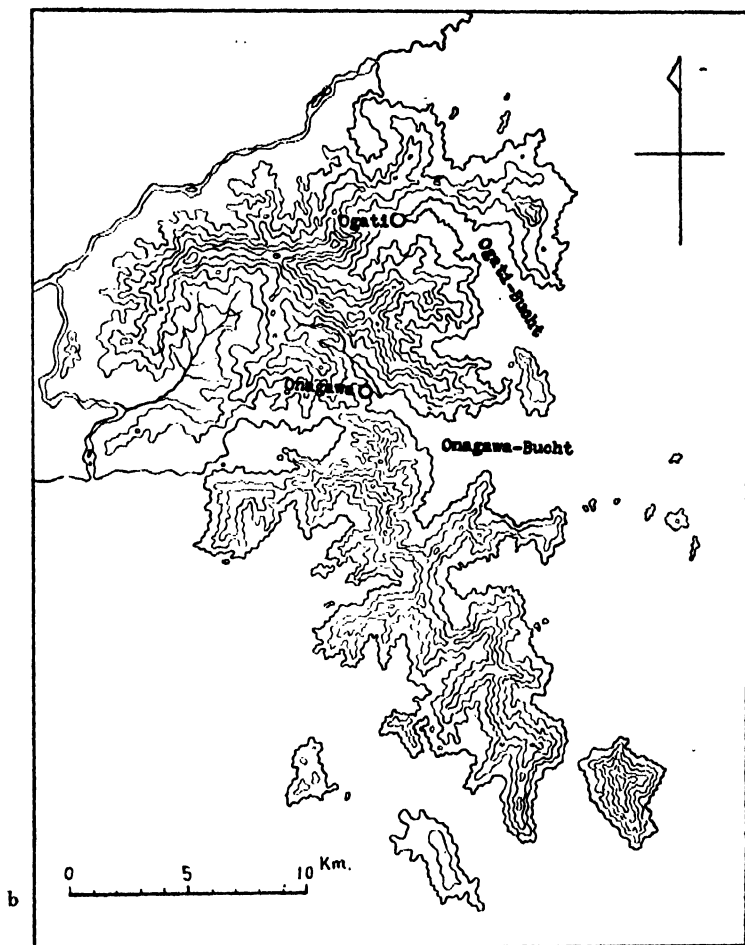 Ogati
Ogati-Bucht
Onagawa
Onagawa-Bucht
0 5 10 Km.
b